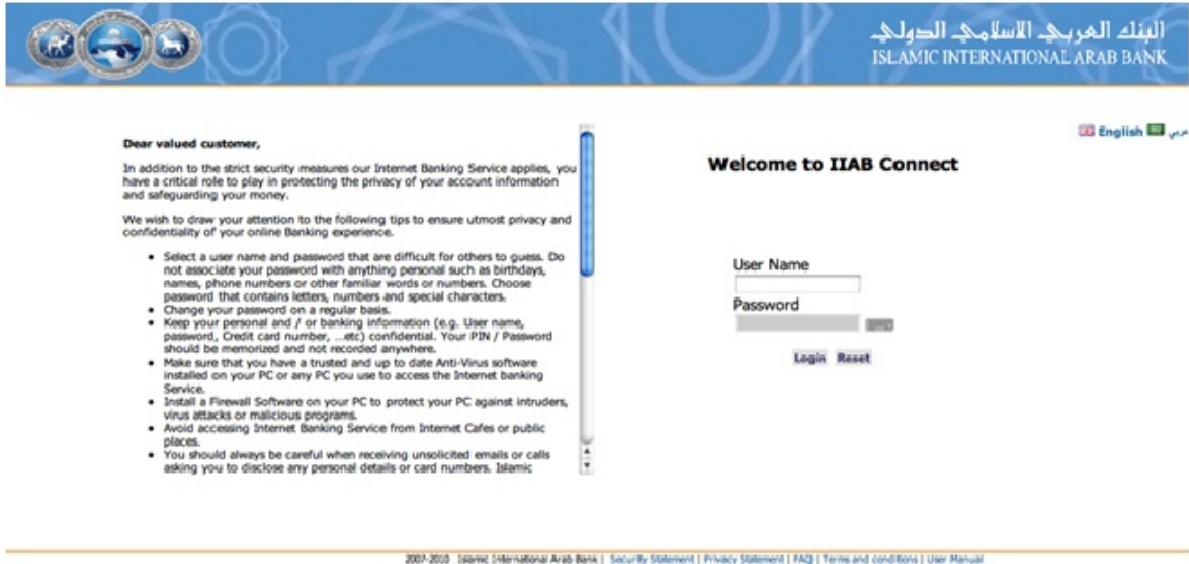 البنك العربي الاسلامي الدولي
ISLAMIC INTERNATIONAL ARAB BANK
English عربي
Dear valued customer,
In addition to the strict security measures our Internet Banking Service applies, you
have a critical role to play in protecting the privacy of your account information
and safeguarding your money.
We wish to draw your attention to the following tips to ensure utmost privacy and
confidentiality of your online Banking experience.
• Select a user name and password that are difficult for others to guess. Do
not associate your password with anything personal such as birthdays,
names, phone numbers or other familiar words or numbers. Choose
password that contains letters, numbers and special characters.
• Change your password on a regular basis.
• Keep your personal and / or banking information (e.g. User name,
password,, Credit card number, ...etc) confidential. Your PIN / Password
should be memorized and not recorded anywhere.
• Make sure that you have a trusted and up to date Anti-Virus software
installed on your PC or any PC you use to access the Internet banking
Service.
• Install a Firewall Software on your PC to protect your PC against intruders,
virus attacks or malicious programs.
• Avoid accessing Internet Banking Service from Internet Cafes or public
places.
• You should always be careful when receiving unsolicited emails or calls
asking you to disclose any personal details or card numbers. Islamic
Welcome to IIAB Connect
User Name
Password
Login Reset
2007-2010 Islamic International Arab Bank | Security Statement | Privacy Statement | FAQ | Terms and conditions | User Manual